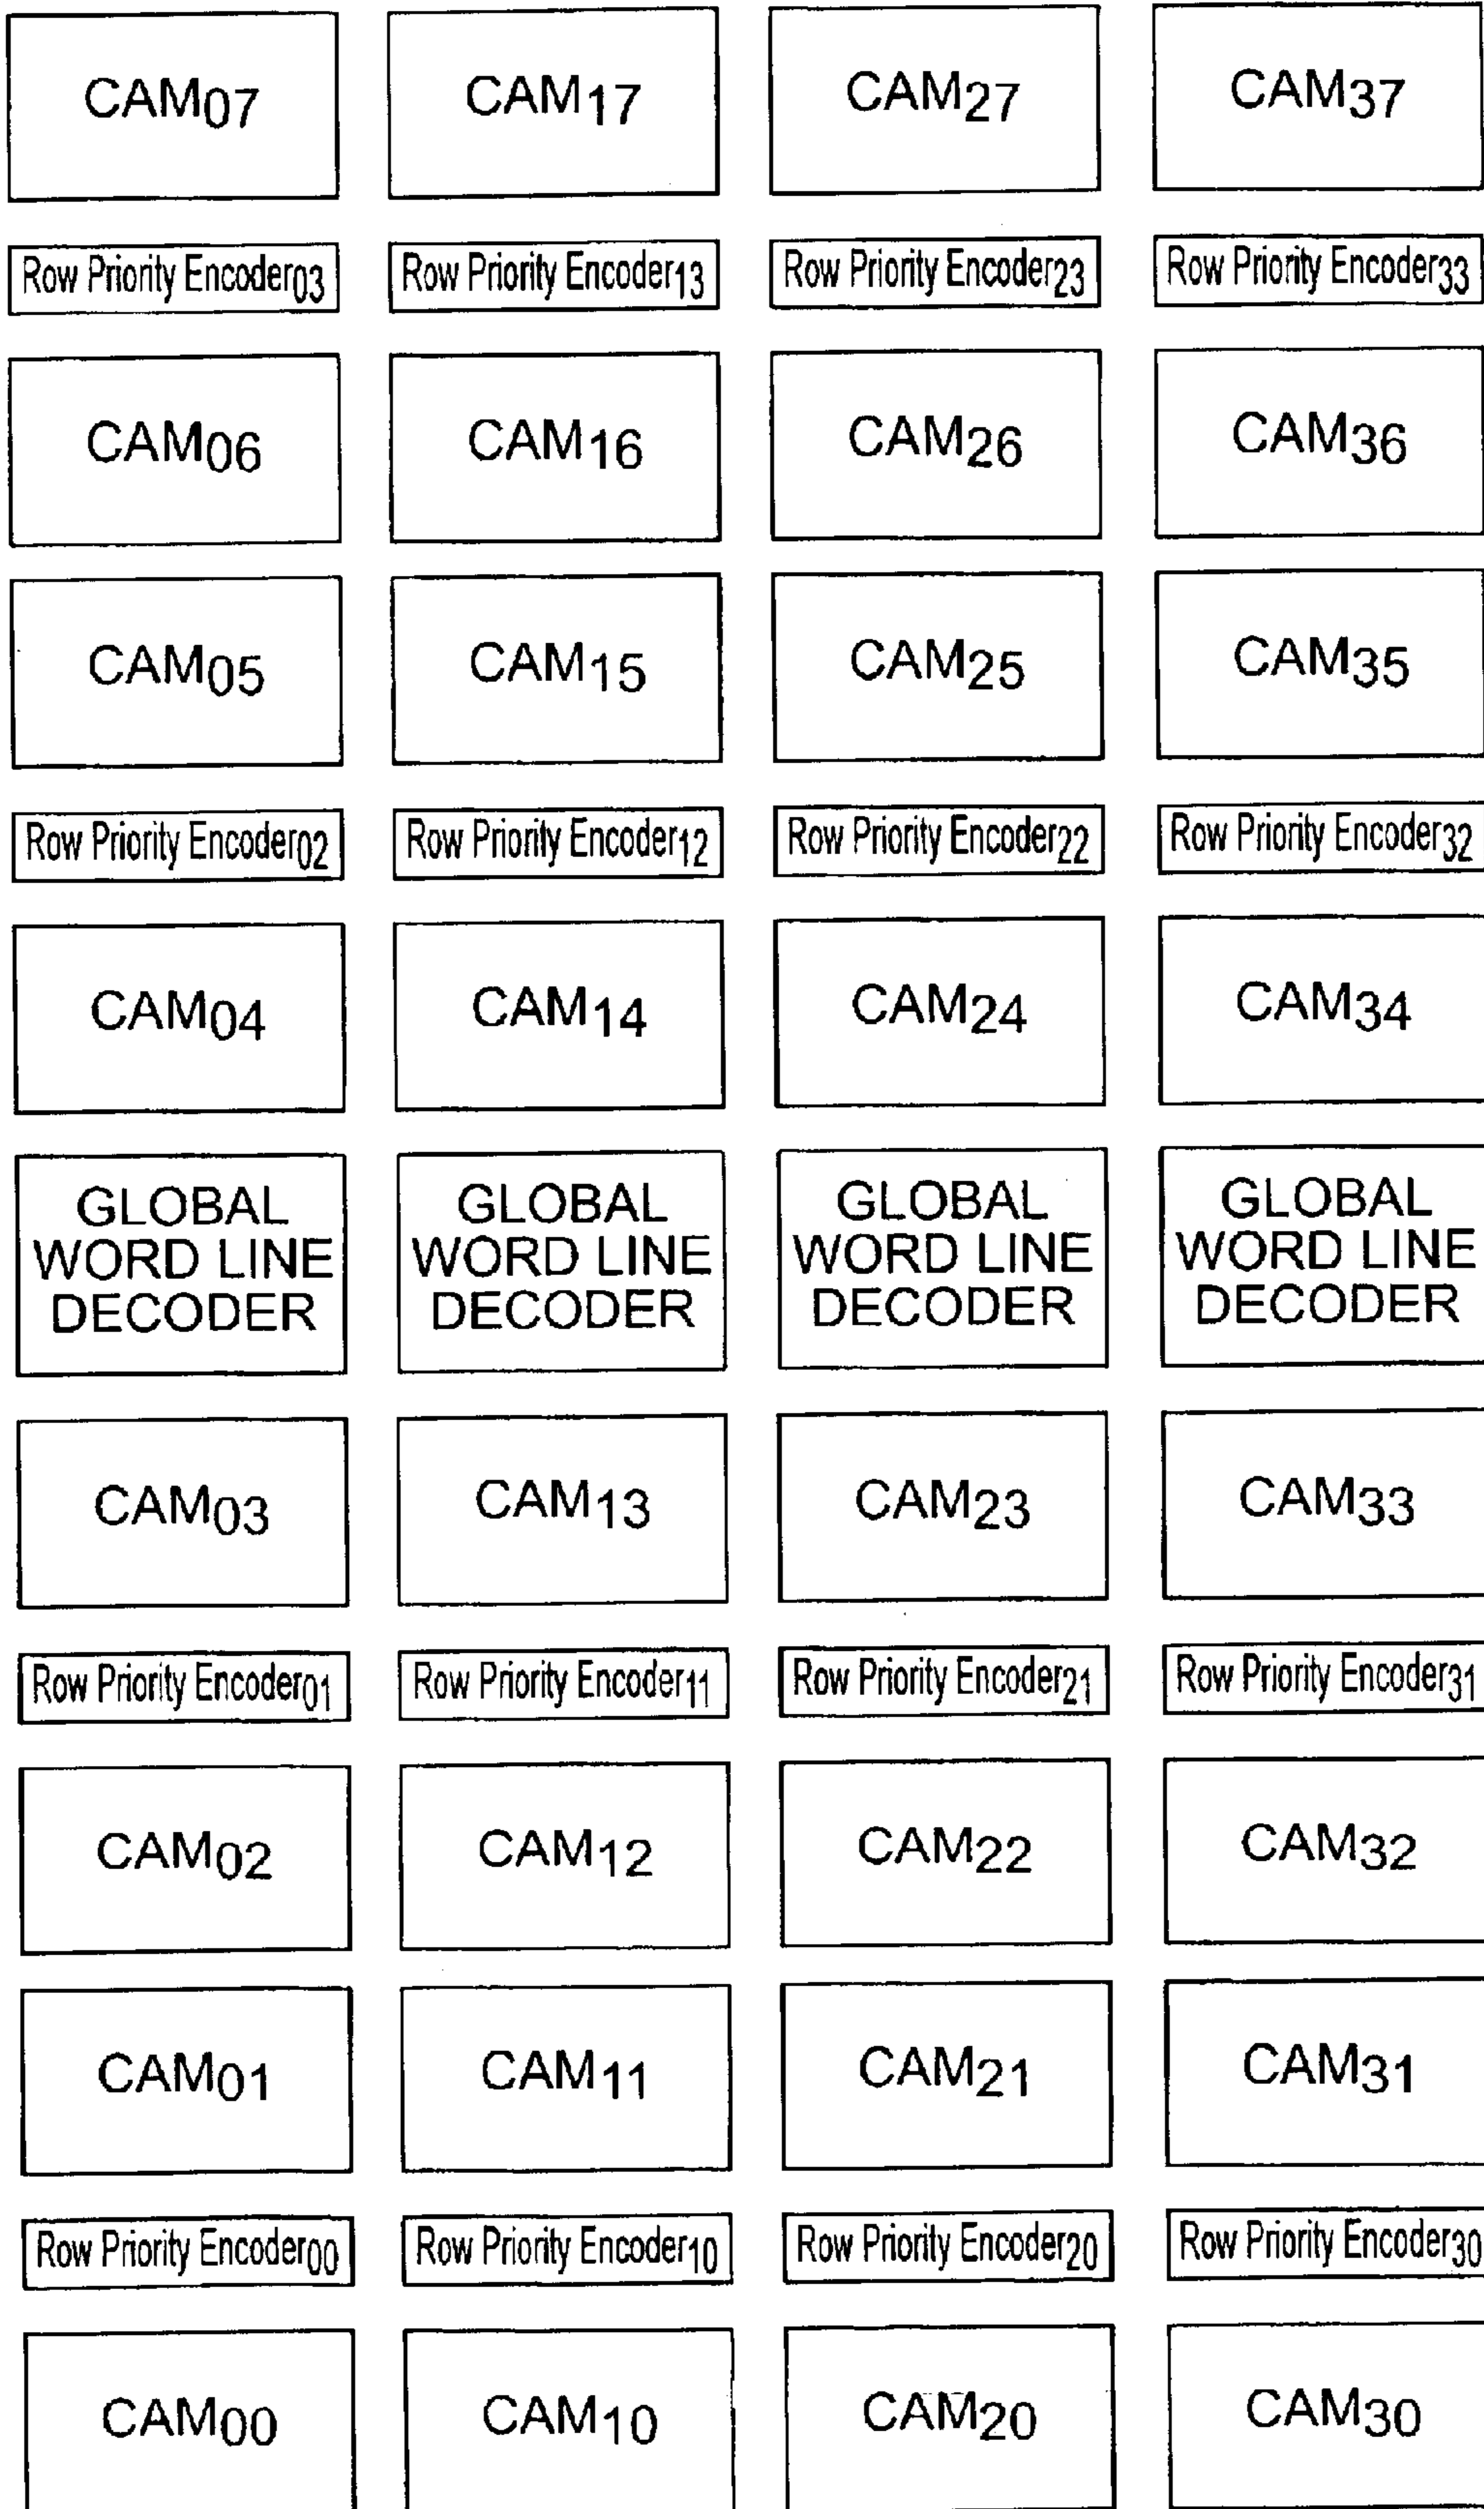 CAM07 CAM17 CAM27 CAM37
Row Priority Encoder03 Row Priority Encoder13 Row Priority Encoder23 Row Priority Encoder33
CAM06 CAM16 CAM26 CAM36
CAM05 CAM15 CAM25 CAM35
Row Priority Encoder02 Row Priority Encoder12 Row Priority Encoder22 Row Priority Encoder32
CAM04 CAM14 CAM24 CAM34
GLOBAL GLOBAL GLOBAL GLOBAL
WORD LINE WORD LINE WORD LINE WORD LINE
DECODER DECODER DECODER DECODER
CAM03 CAM13 CAM23 CAM33
Row Priority Encoder01 Row Priority Encoder11 Row Priority Encoder21 Row Priority Encoder31
CAM02 CAM12 CAM22 CAM32
CAM01 CAM11 CAM21 CAM31
Row Priority Encoder00 Row Priority Encoder10 Row Priority Encoder20 Row Priority Encoder30
CAM00 CAM10 CAM20 CAM30